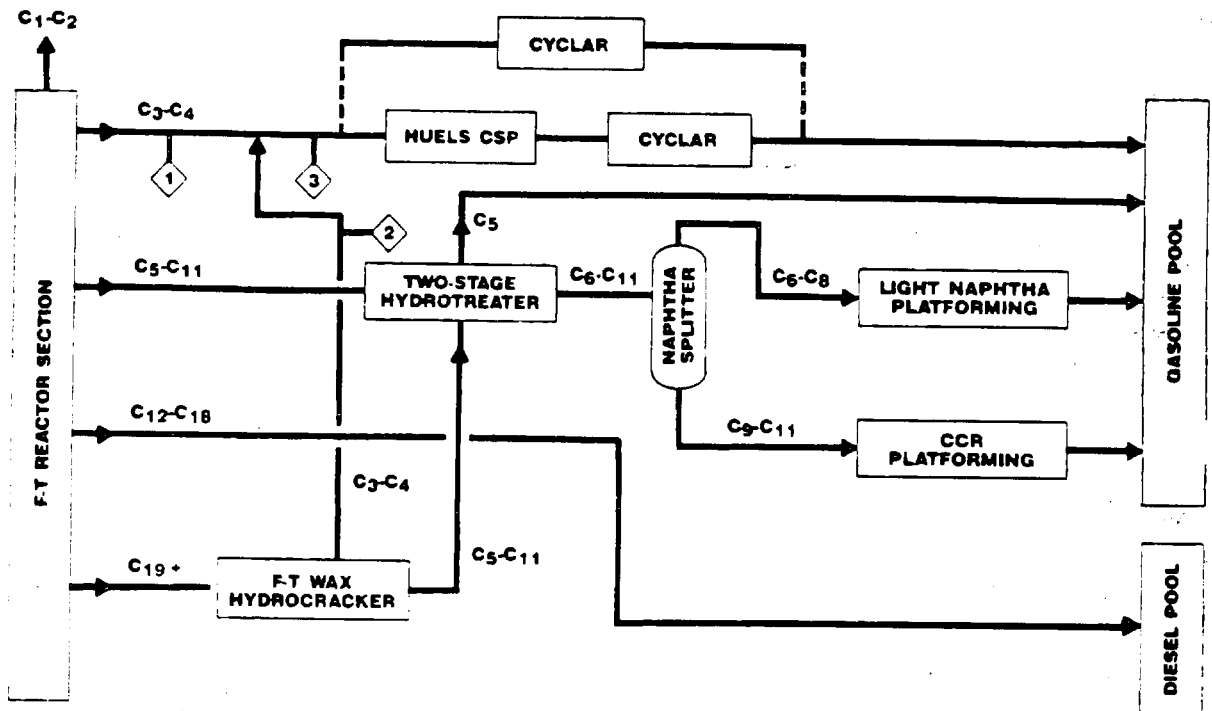 C₁-C₂
CYCLAR
C₃-C₄
HUELS CSP
CYCLAR
1
3
2
C₅
C₅-C₁₁
TWO-STAGE
HYDROTREATER
C₆-C₁₁
NAPHTHA
SPLITTER
C₆-C₈
LIGHT NAPHTHA
PLATFORMING
GASOLINE POOL
F-T REACTOR SECTION
C₁₂-C₁₈
C₉-C₁₁
CCR
PLATFORMING
C₃-C₄
C₅-C₁₁
C₁₉+
F-T WAX
HYDROCRACKER
DIESEL POOL